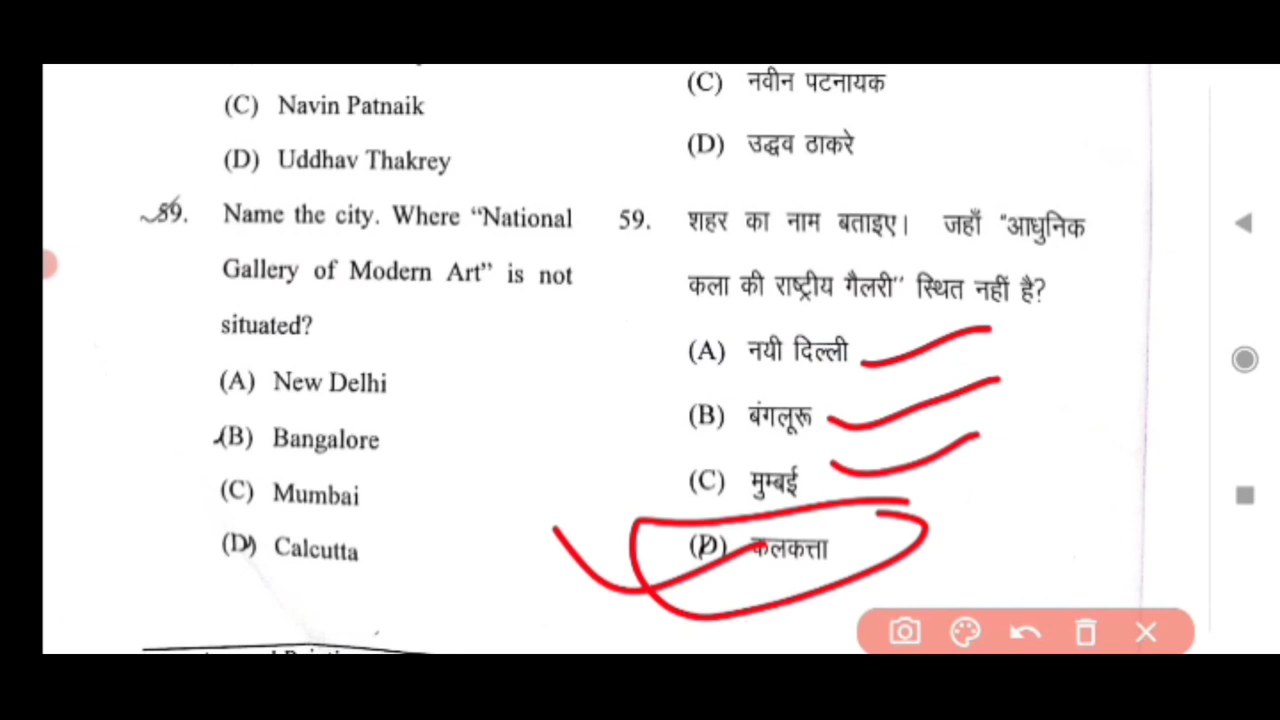 (C) Navin Patnaik
(D) Uddhav Thakrey
59. Name the city. Where “National
Gallery of Modern Art” is not
situated?
(A) New Delhi
(B) Bangalore
(C) Mumbai
(D) Calcutta
(C) नवीन पटनायक
(D) उद्धव ठाकरे
59. शहर का नाम बताइए। जहाँ "आधुनिक
कला की राष्ट्रीय गैलरी" स्थित नहीं है?
(A) नयी दिल्ली
(B) बंगलूरू
(C) मुम्बई
(D) कलकत्ता